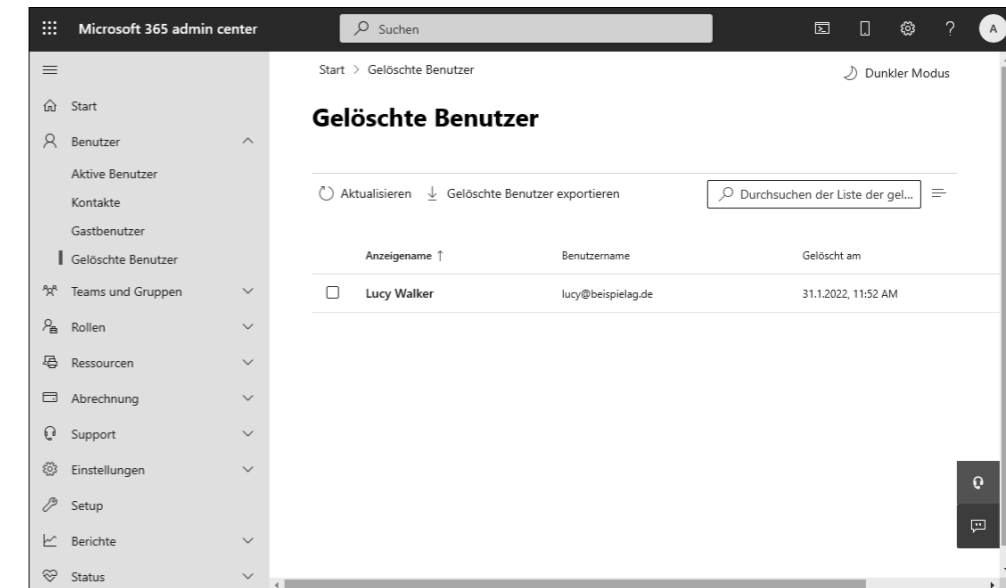 Microsoft 365 admin center
Suchen
?
A
Start > Gelöschte Benutzer
Dunkler Modus
Start
Benutzer
Aktive Benutzer
Kontakte
Gastbenutzer
Gelöschte Benutzer
Teams und Gruppen
Rollen
Ressourcen
Abrechnung
Support
Einstellungen
Setup
Berichte
Status
Gelöschte Benutzer
Aktualisieren ↓ Gelöschte Benutzer exportieren
Durchsuchen der Liste der gel...
Anzeigename ↑ Benutzername Gelöscht am
Lucy Walker lucy@beispielag.de 31.1.2022, 11:52 AM